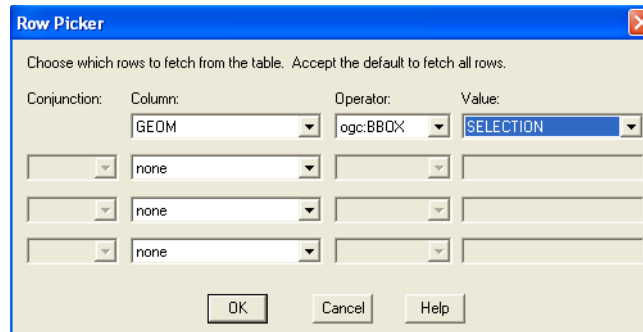 Row Picker
Choose which rows to fetch from the table. Accept the default to fetch all rows.
Conjunction: Column: Operator: Value:
GEOM ogc:BBOX SELECTION
none
none
none
OK Cancel Help